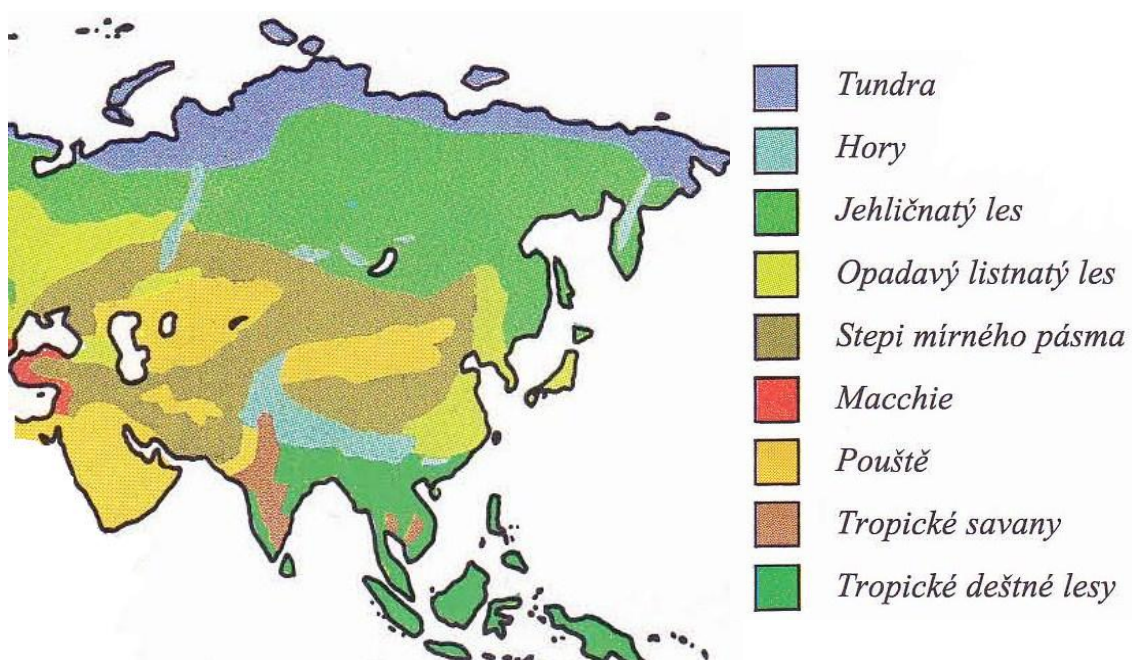 Tundra
Hory
Jehličnatý les
Opadavý listnatý les
Stepi mírného pásma
Macchie
Pouště
Tropické savany
Tropické deštné lesy